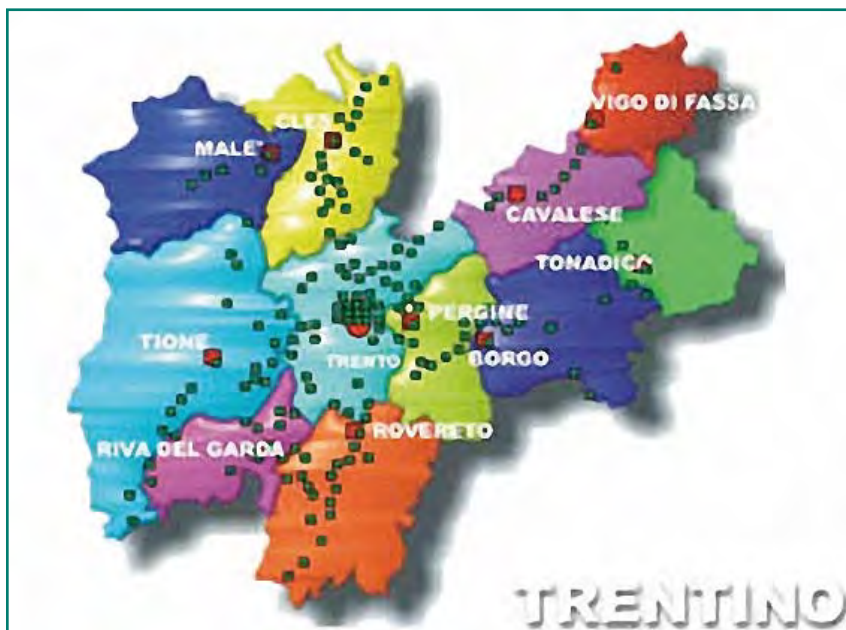 VIGO DI FASSA
CLES
MALE'
CAVALESE
TONADICO
PERGINE
TIONE
TRENTO
BORGO
ROVERETO
RIVA DEL GARDA
TRENTINO